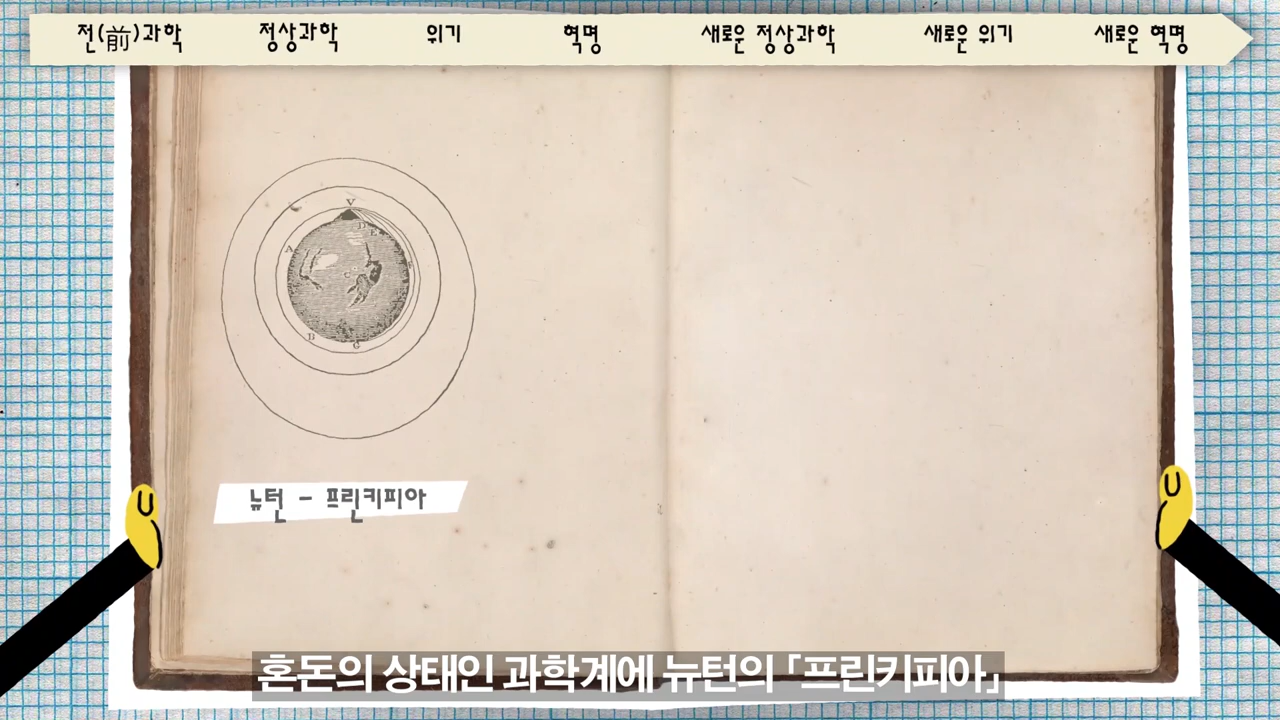 전(前)과학 정상과학 위기 혁명 새로운 정상과학 새로운 위기 새로운 혁명
V
D
A
B
G
뉴턴 - 프린키피아
혼돈의 상태인 과학계에 뉴턴의 「프린키피아」